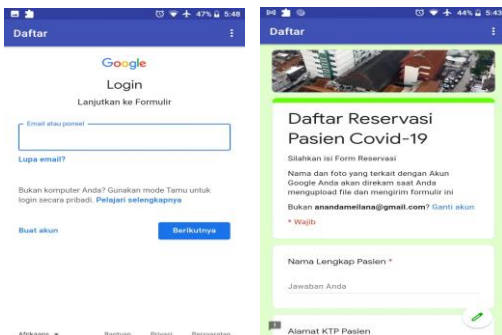 47% 5:48
Daftar
Google
Login
Lanjutkan ke Formulir
Email atau ponsel
Lupa email?
Bukan komputer Anda? Gunakan mode Tamu untuk
login secara pribadi. Pelajari selengkapnya
Buat akun
Berikutnya
Afrikaans
Bantuan
Privasi
Persyaratan
44% 5:43
Daftar
Daftar Reservasi
Pasien Covid-19
Silahkan isi Form Reservasi
Nama dan foto yang terkait dengan Akun
Google Anda akan direkam saat Anda
mengupload file dan mengirim formulir ini
Bukan anandameilana@gmail.com? Ganti akun
* Wajib
Nama Lengkap Pasien *
Jawaban Anda
Alamat KTP Pasien